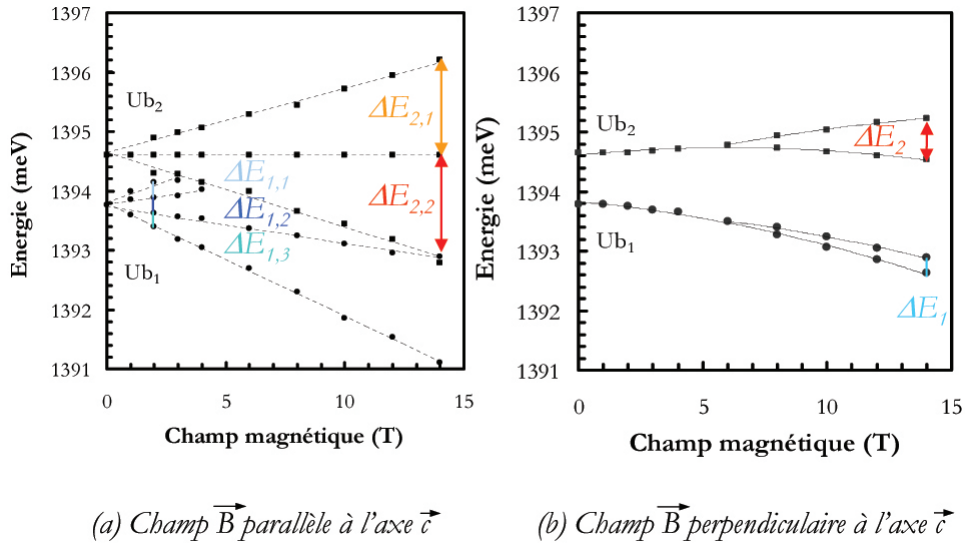 1397
1396
1395
1394
1393
1392
1391
0
5
10
15
Energie (meV)
Champ magnétique (T)
Ub₂
Ub₁
ΔE₂,₁
ΔE₁,₁
ΔE₁,₂
ΔE₁,₃
ΔE₂,₂
(a) Champ B parallèle à l'axe c
1397
1396
1395
1394
1393
1392
1391
0
5
10
15
Energie (meV)
Champ magnétique (T)
Ub₂
Ub₁
ΔE₂
ΔE₁
(b) Champ B perpendiculaire à l'axe c